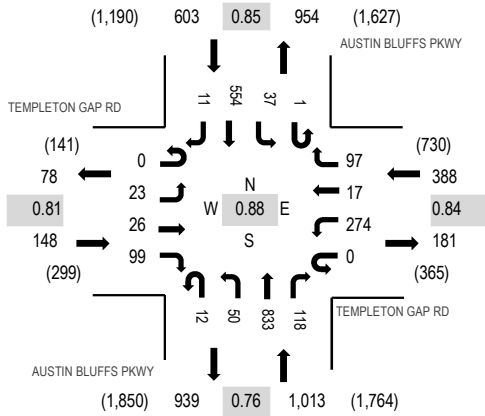 (1,190) 603 0.85 954 (1,627)
AUSTIN BLUFFS PKWY
TEMPLETON GAP RD
11 554 37 1
(141) (730)
78 0 97 388
0.81 23 N 17 0.84
W 0.88 E
148 26 S 274 181
(299) 99 0 (365)
12 50 833 118
TEMPLETON GAP RD
AUSTIN BLUFFS PKWY
(1,850) 939 0.76 1,013 (1,764)